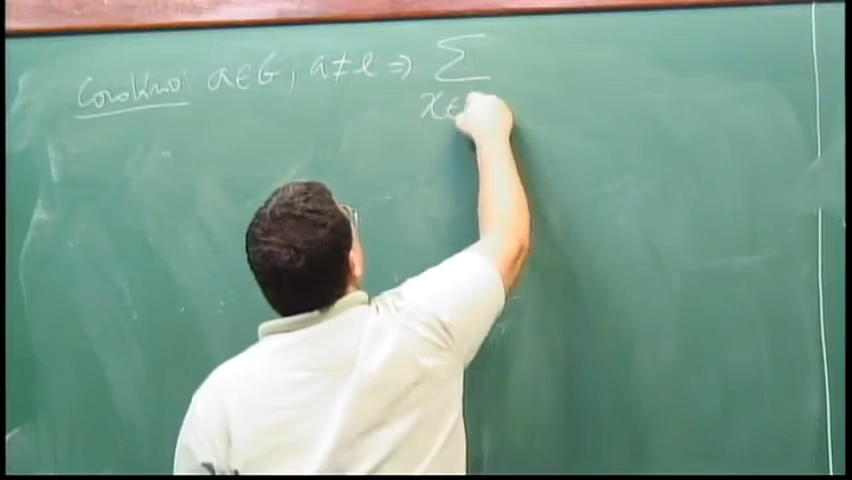 Corolário: a∈G, a≠e ⇒ ∑
χ∈